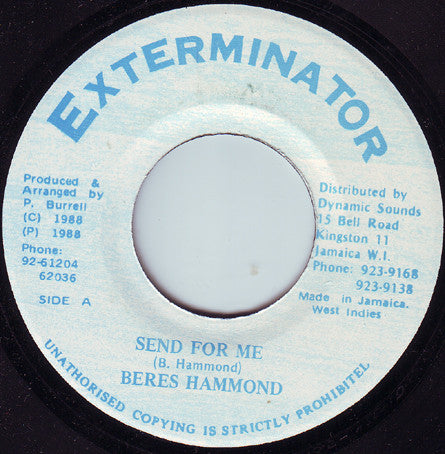 EXTERMINATOR
Produced &
Arranged by
P. Burrell
(C) 1988
(P) 1988
Phone:
92-61204
62036
SIDE A
Distributed by
Dynamic Sounds
15 Bell Road
Kingston 11
Jamaica W.I.
Phone: 923-9168
923-9138
Made in Jamaica.
West Indies
SEND FOR ME
(B. Hammond)
BERES HAMMOND
UNATHORISED COPYING IS STRICTLY PROHIBITEL